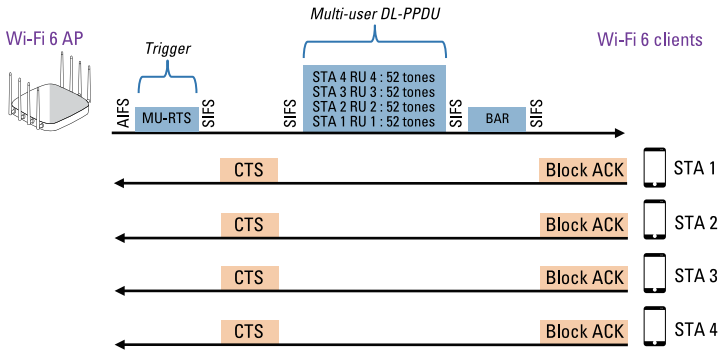 Multi-user DL-PPDU
Wi-Fi 6 AP
Trigger
Wi-Fi 6 clients
STA 4 RU 4 : 52 tones
STA 3 RU 3 : 52 tones
STA 2 RU 2 : 52 tones
STA 1 RU 1 : 52 tones
AIFS
MU-RTS
SIFS
SIFS
SIFS
BAR
SIFS
CTS
Block ACK
STA 1
CTS
Block ACK
STA 2
CTS
Block ACK
STA 3
CTS
Block ACK
STA 4